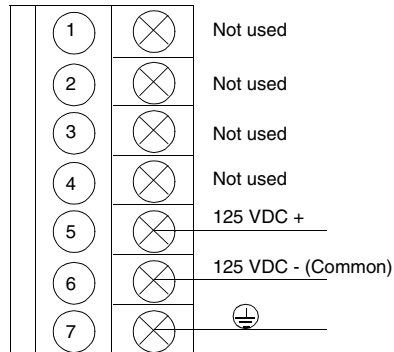 1 Not used
2 Not used
3 Not used
4 Not used
5 125 VDC +
6 125 VDC - (Common)
7